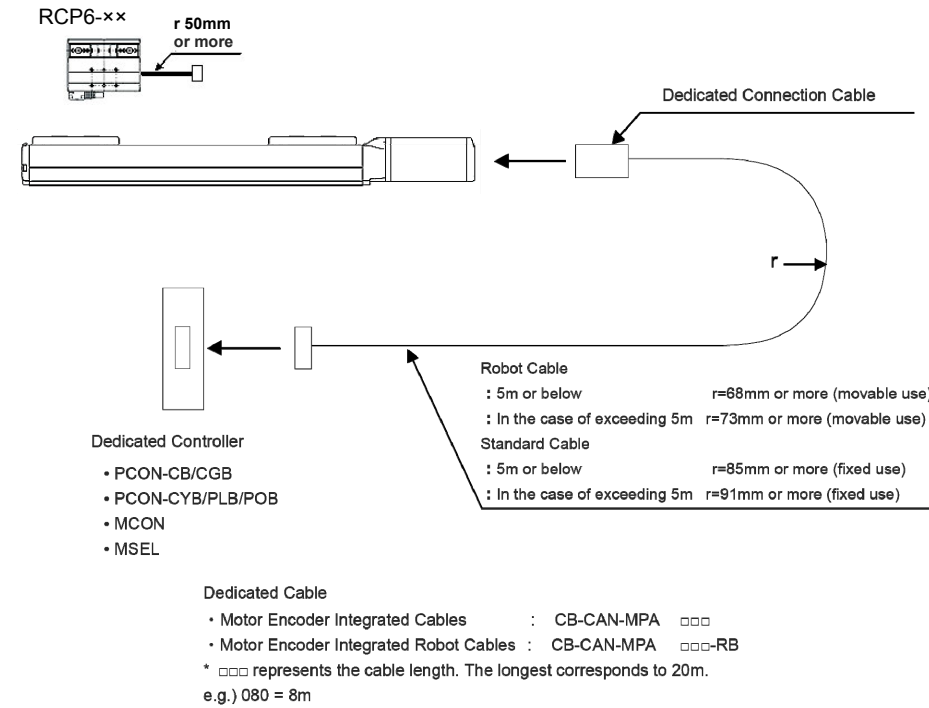 RCP6-××
r 50mm
or more
Dedicated Connection Cable
r
Robot Cable
: 5m or below r=68mm or more (movable use)
: In the case of exceeding 5m r=73mm or more (movable use)
Standard Cable
: 5m or below r=85mm or more (fixed use)
: In the case of exceeding 5m r=91mm or more (fixed use)
Dedicated Controller
• PCON-CB/CGB
• PCON-CYB/PLB/POB
• MCON
• MSEL
Dedicated Cable
・Motor Encoder Integrated Cables : CB-CAN-MPA □□□
・Motor Encoder Integrated Robot Cables : CB-CAN-MPA □□□-RB
* □□□ represents the cable length. The longest corresponds to 20m.
e.g.) 080 = 8m